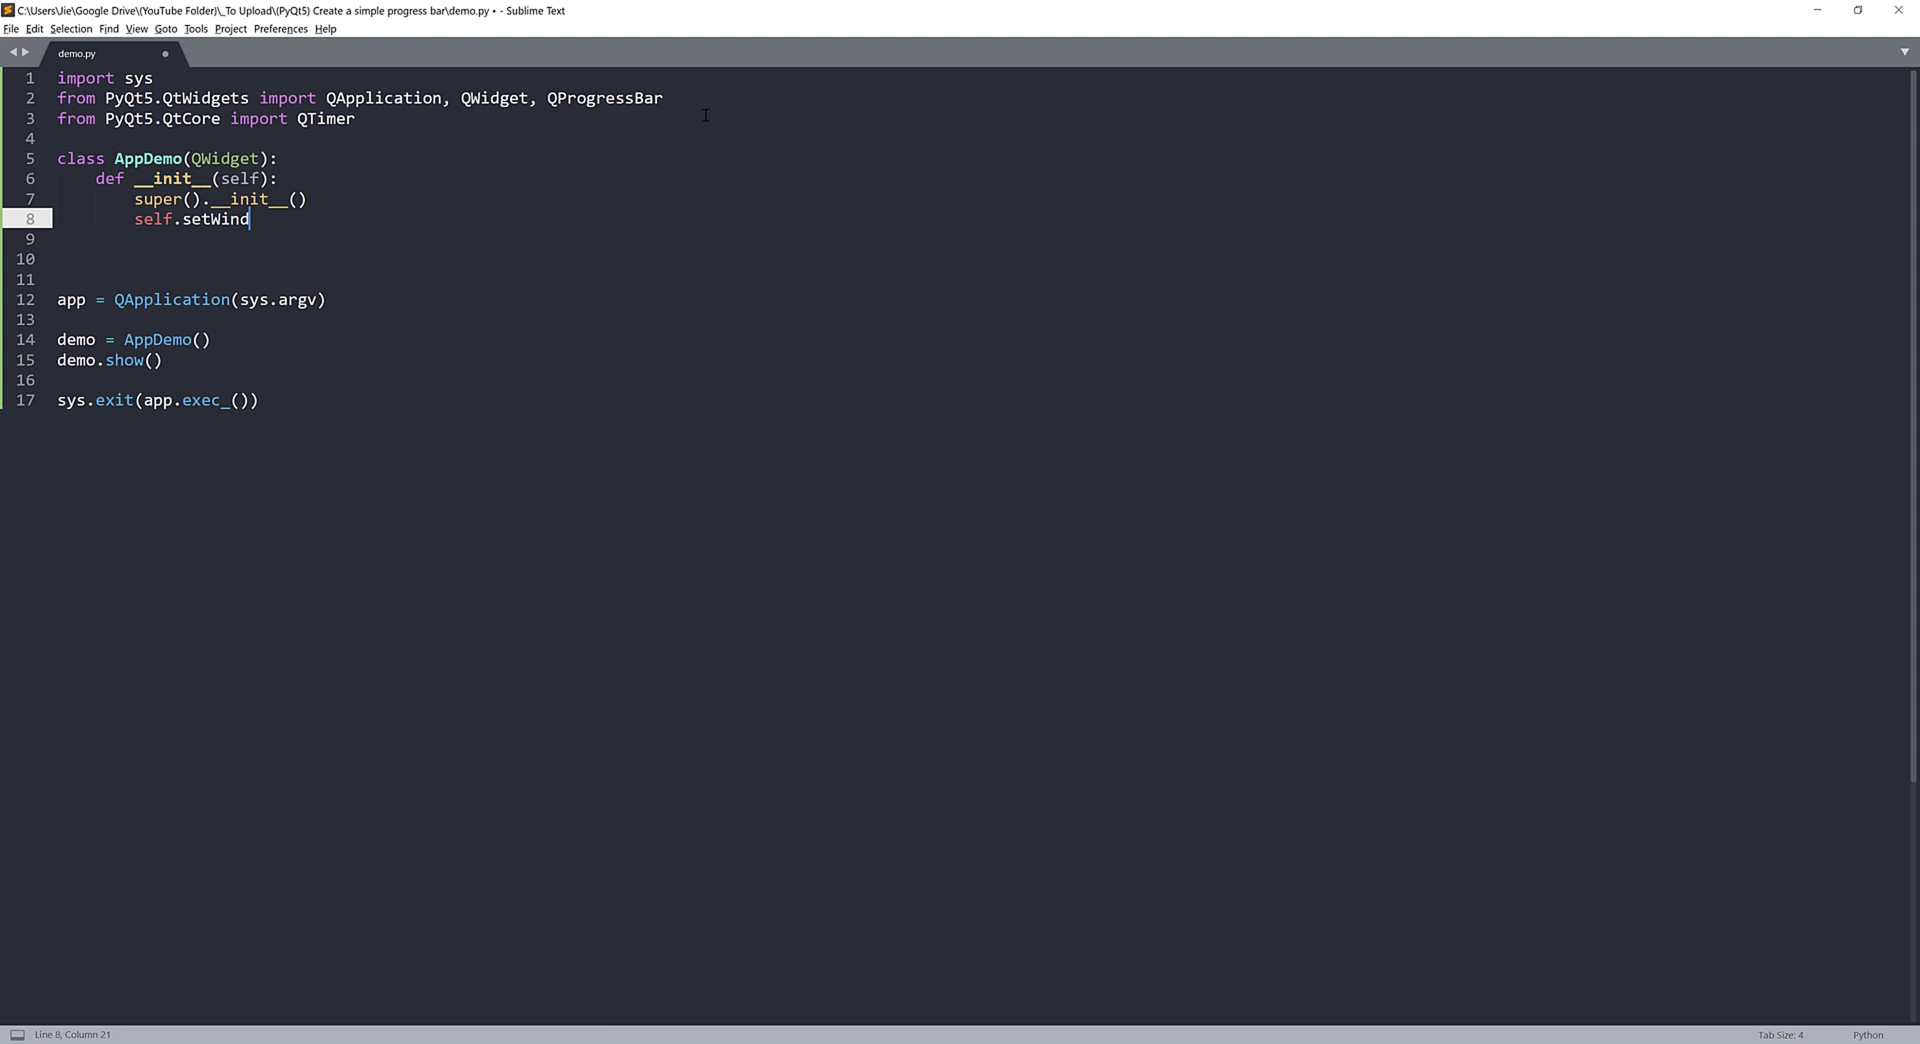 C:\Users\Jie\Google Drive\(YouTube Folder)\_To Upload\(PyQt5) Create a simple progress bar\demo.py • - Sublime Text
File Edit Selection Find View Goto Tools Project Preferences Help
demo.py
1 import sys
2 from PyQt5.QtWidgets import QApplication, QWidget, QProgressBar
3 from PyQt5.QtCore import QTimer
4
5 class AppDemo(QWidget):
6     def __init__(self):
7         super().__init__()
8         self.setWind
9
10
11
12 app = QApplication(sys.argv)
13
14 demo = AppDemo()
15 demo.show()
16
17 sys.exit(app.exec_())
Line 8, Column 21 Tab Size: 4 Python